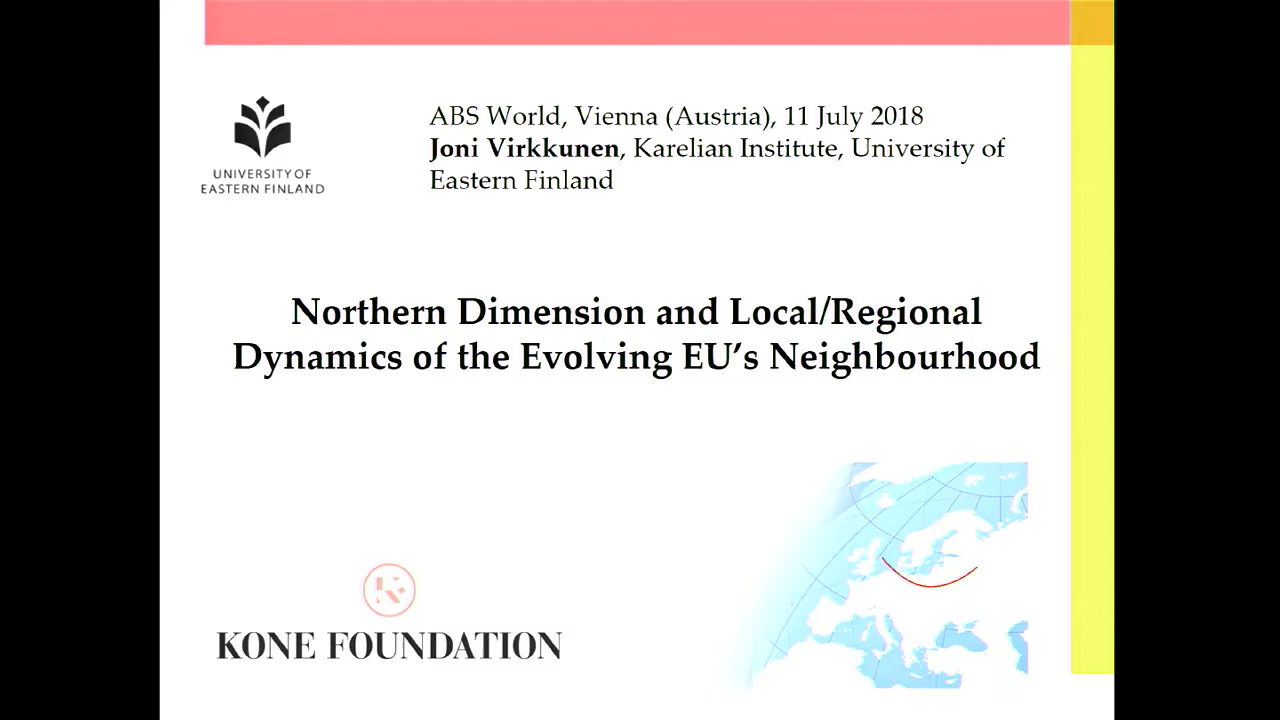 UNIVERSITY OF
EASTERN FINLAND
ABS World, Vienna (Austria), 11 July 2018
Joni Virkkunen, Karelian Institute, University of
Eastern Finland
Northern Dimension and Local/Regional
Dynamics of the Evolving EU’s Neighbourhood
K
KONE FOUNDATION